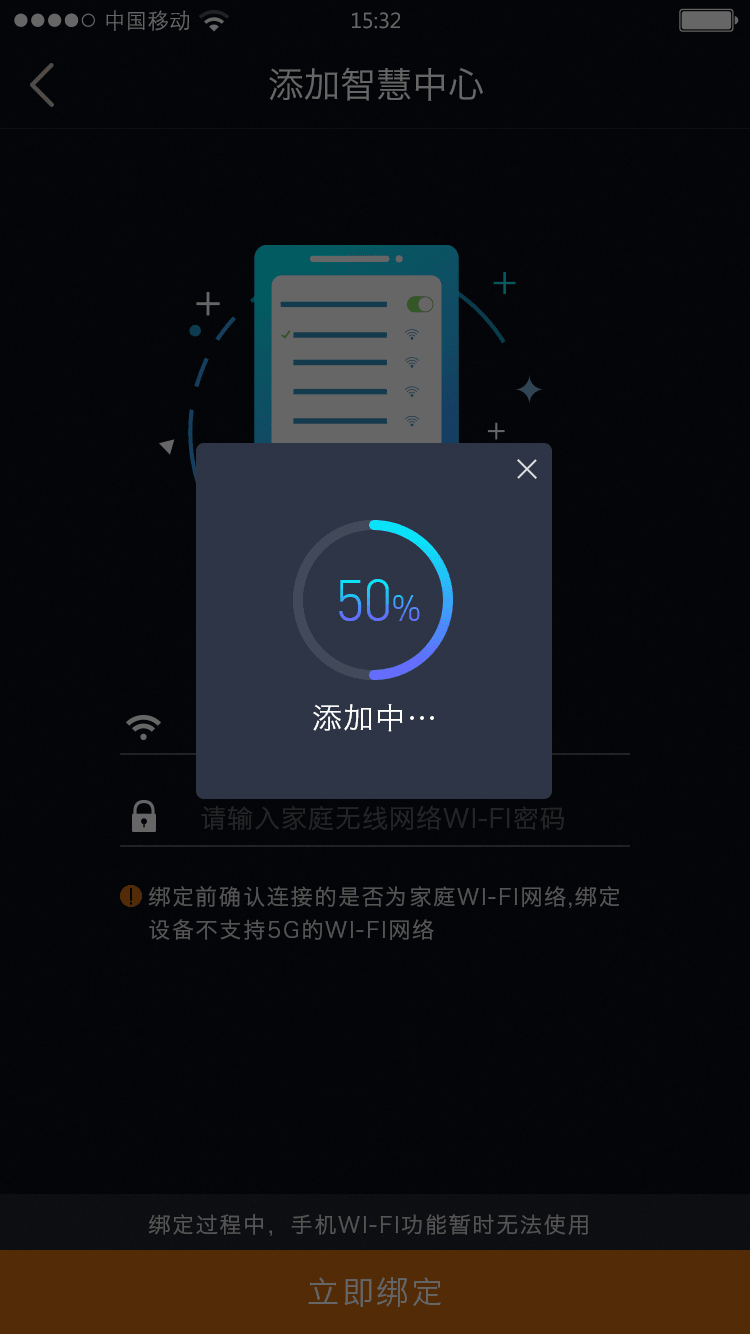 中国移动
15:32
添加智慧中心
50%
添加中···
请输入家庭无线网络WI-FI密码
绑定前确认连接的是否为家庭WI-FI网络,绑定
设备不支持5G的WI-FI网络
绑定过程中，手机WI-FI功能暂时无法使用
立即绑定